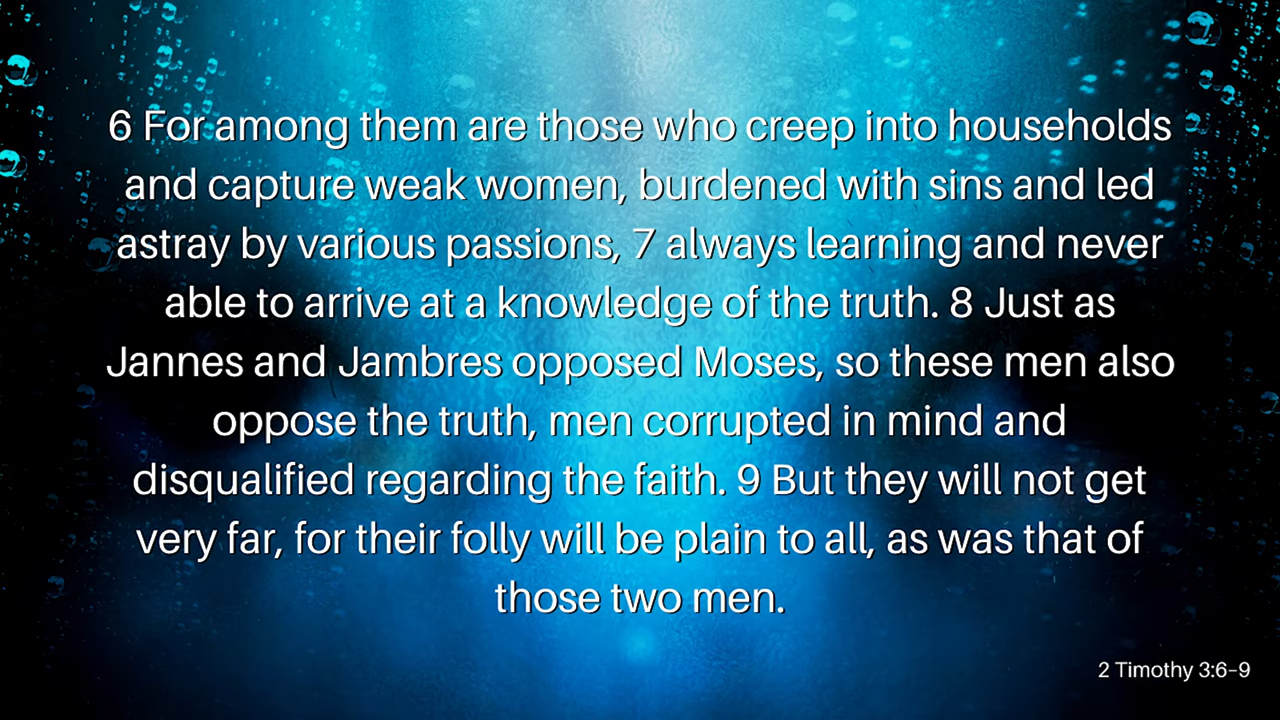 6 For among them are those who creep into households
and capture weak women, burdened with sins and led
astray by various passions, 7 always learning and never
able to arrive at a knowledge of the truth. 8 Just as
Jannes and Jambres opposed Moses, so these men also
oppose the truth, men corrupted in mind and
disqualified regarding the faith. 9 But they will not get
very far, for their folly will be plain to all, as was that of
those two men.
2 Timothy 3:6–9